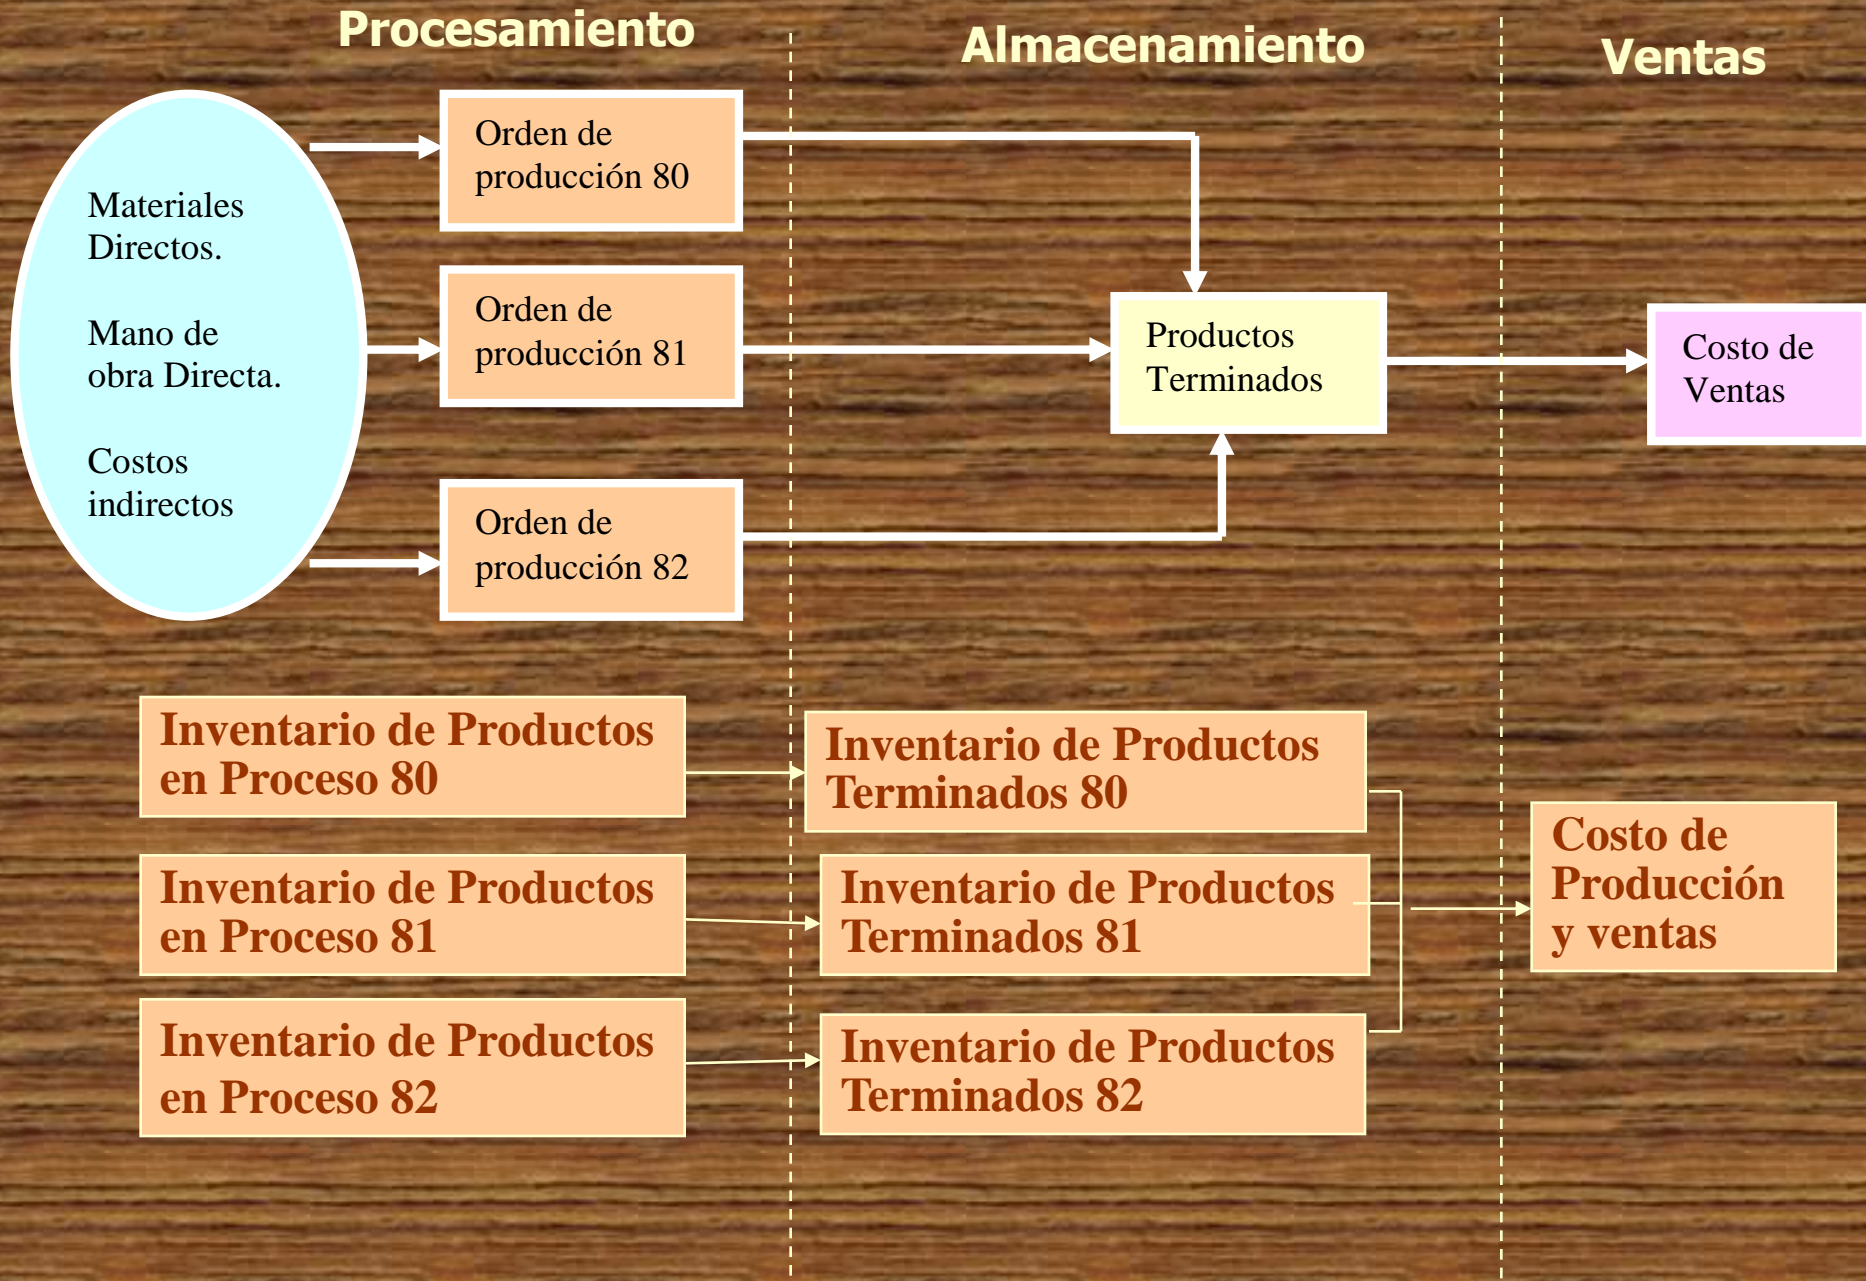 Procesamiento
Almacenamiento
Ventas
Materiales
Directos.
Mano de
obra Directa.
Costos
indirectos
Orden de
producción 80
Orden de
producción 81
Orden de
producción 82
Productos
Terminados
Costo de
Ventas
Inventario de Productos
en Proceso 80
Inventario de Productos
en Proceso 81
Inventario de Productos
en Proceso 82
Inventario de Productos
Terminados 80
Inventario de Productos
Terminados 81
Inventario de Productos
Terminados 82
Costo de
Producción
y ventas